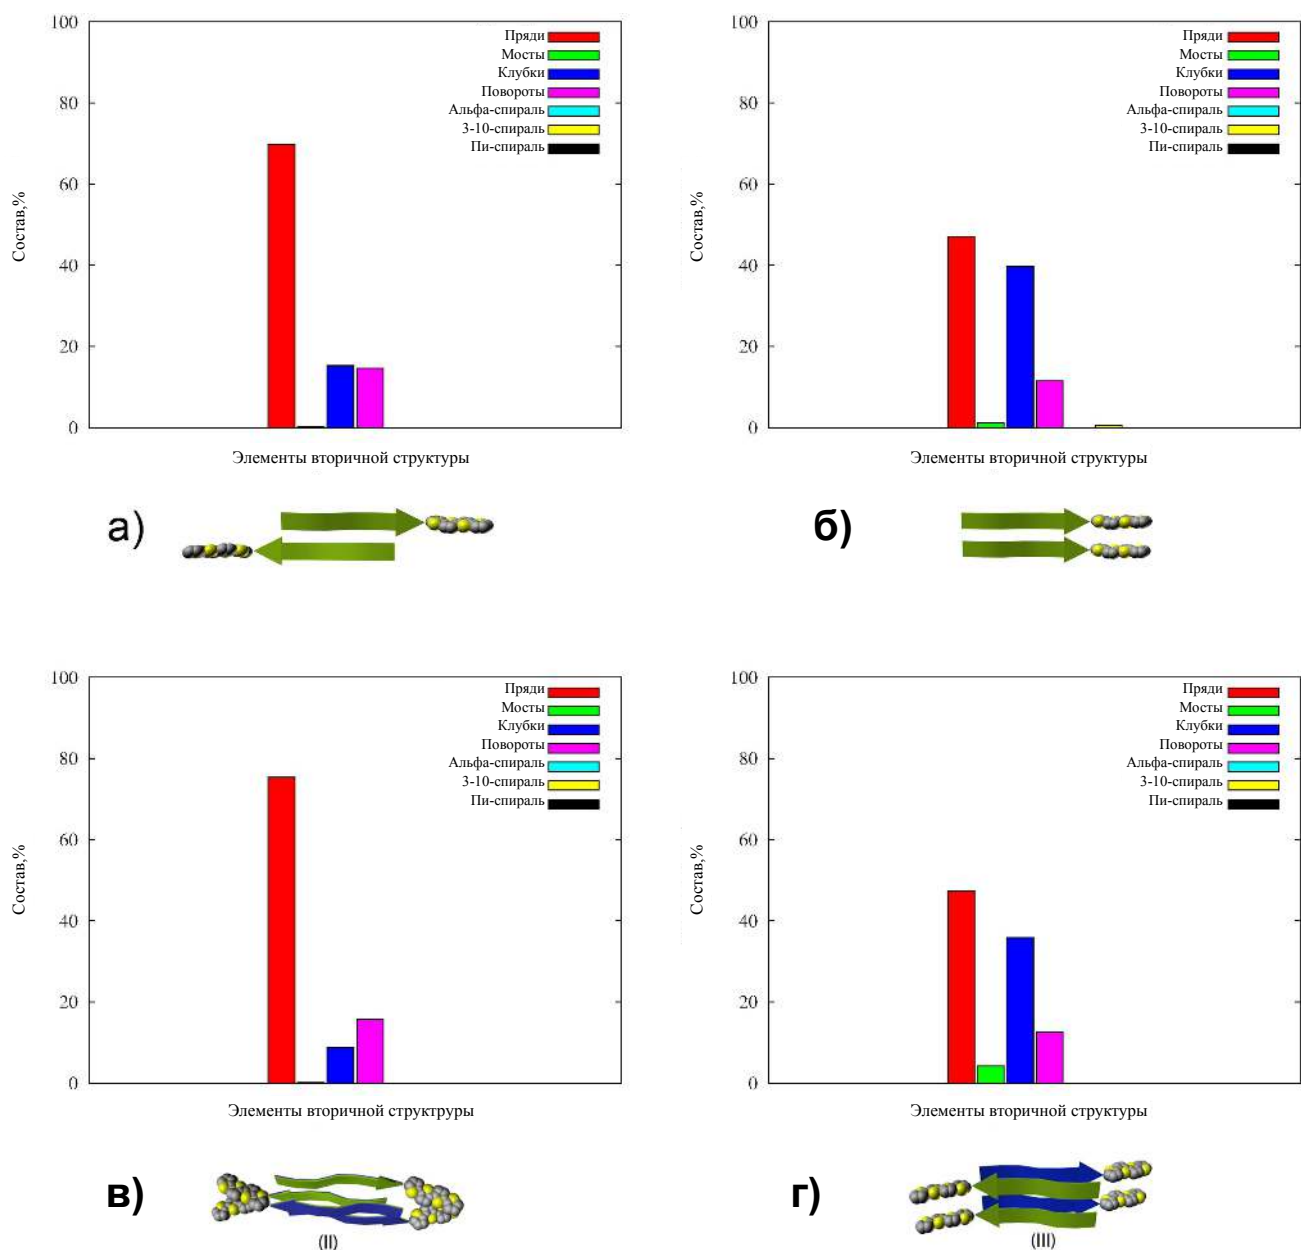 100
80
60
40
20
0
Состав,%
Пряди
Мосты
Клубки
Повороты
Альфа-спираль
3-10-спираль
Пи-спираль
Элементы вторичной структуры
а)
100
80
60
40
20
0
Состав,%
Пряди
Мосты
Клубки
Повороты
Альфа-спираль
3-10-спираль
Пи-спираль
Элементы вторичной структуры
б)
100
80
60
40
20
0
Состав,%
Пряди
Мосты
Клубки
Повороты
Альфа-спираль
3-10-спираль
Пи-спираль
Элементы вторичной структруры
в)
(II)
100
80
60
40
20
0
Состав,%
Пряди
Мосты
Клубки
Повороты
Альфа-спираль
3-10-спираль
Пи-спираль
Элементы вторичной структуры
г)
(III)